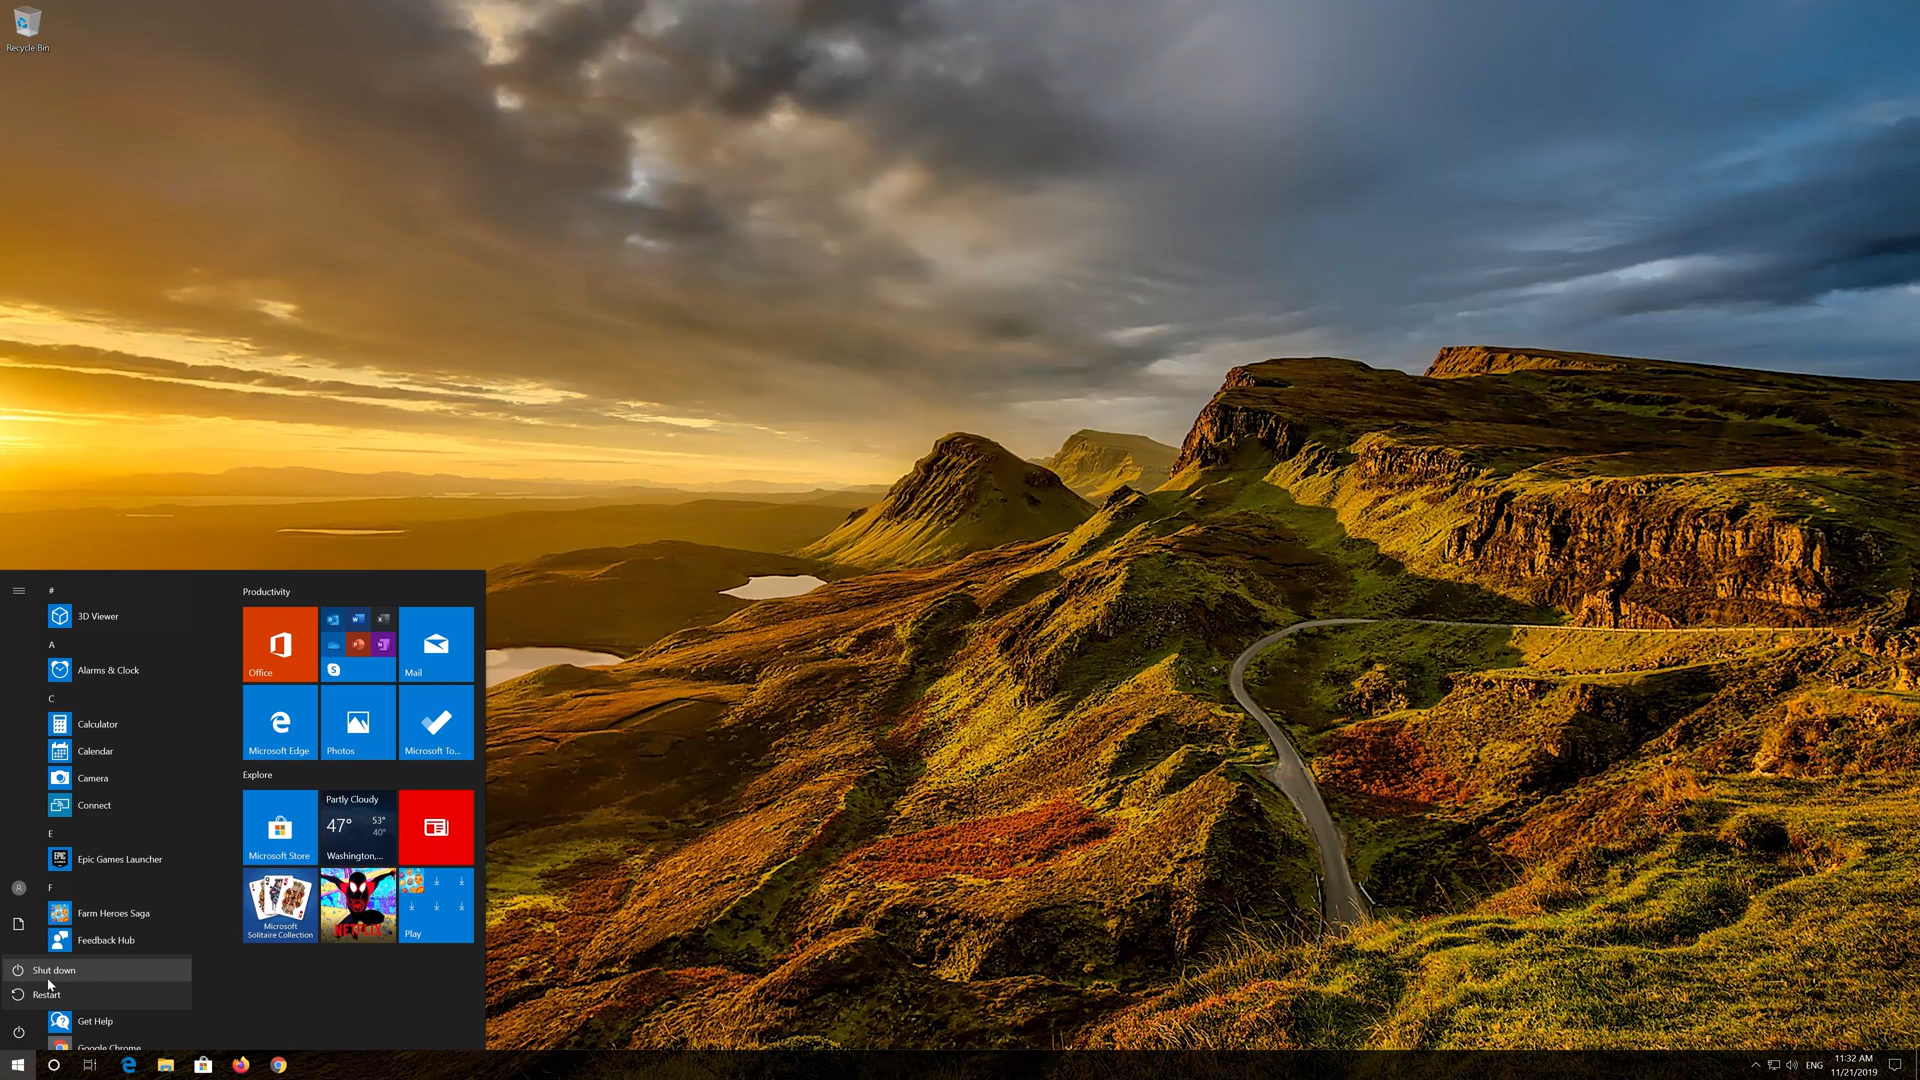 Recycle Bin
#
3D Viewer
A
Alarms & Clock
C
Calculator
Calendar
Camera
Connect
E
Epic Games Launcher
F
Farm Heroes Saga
Feedback Hub
Shut down
Restart
Get Help
Google Chrome
Productivity
Office
Mail
Microsoft Edge
Photos
Microsoft To...
Explore
Microsoft Store
Partly Cloudy
47°
53°
40°
Washington,...
Microsoft
Solitaire Collection
NETFLIX
Play
ENG
11:32 AM
11/21/2019